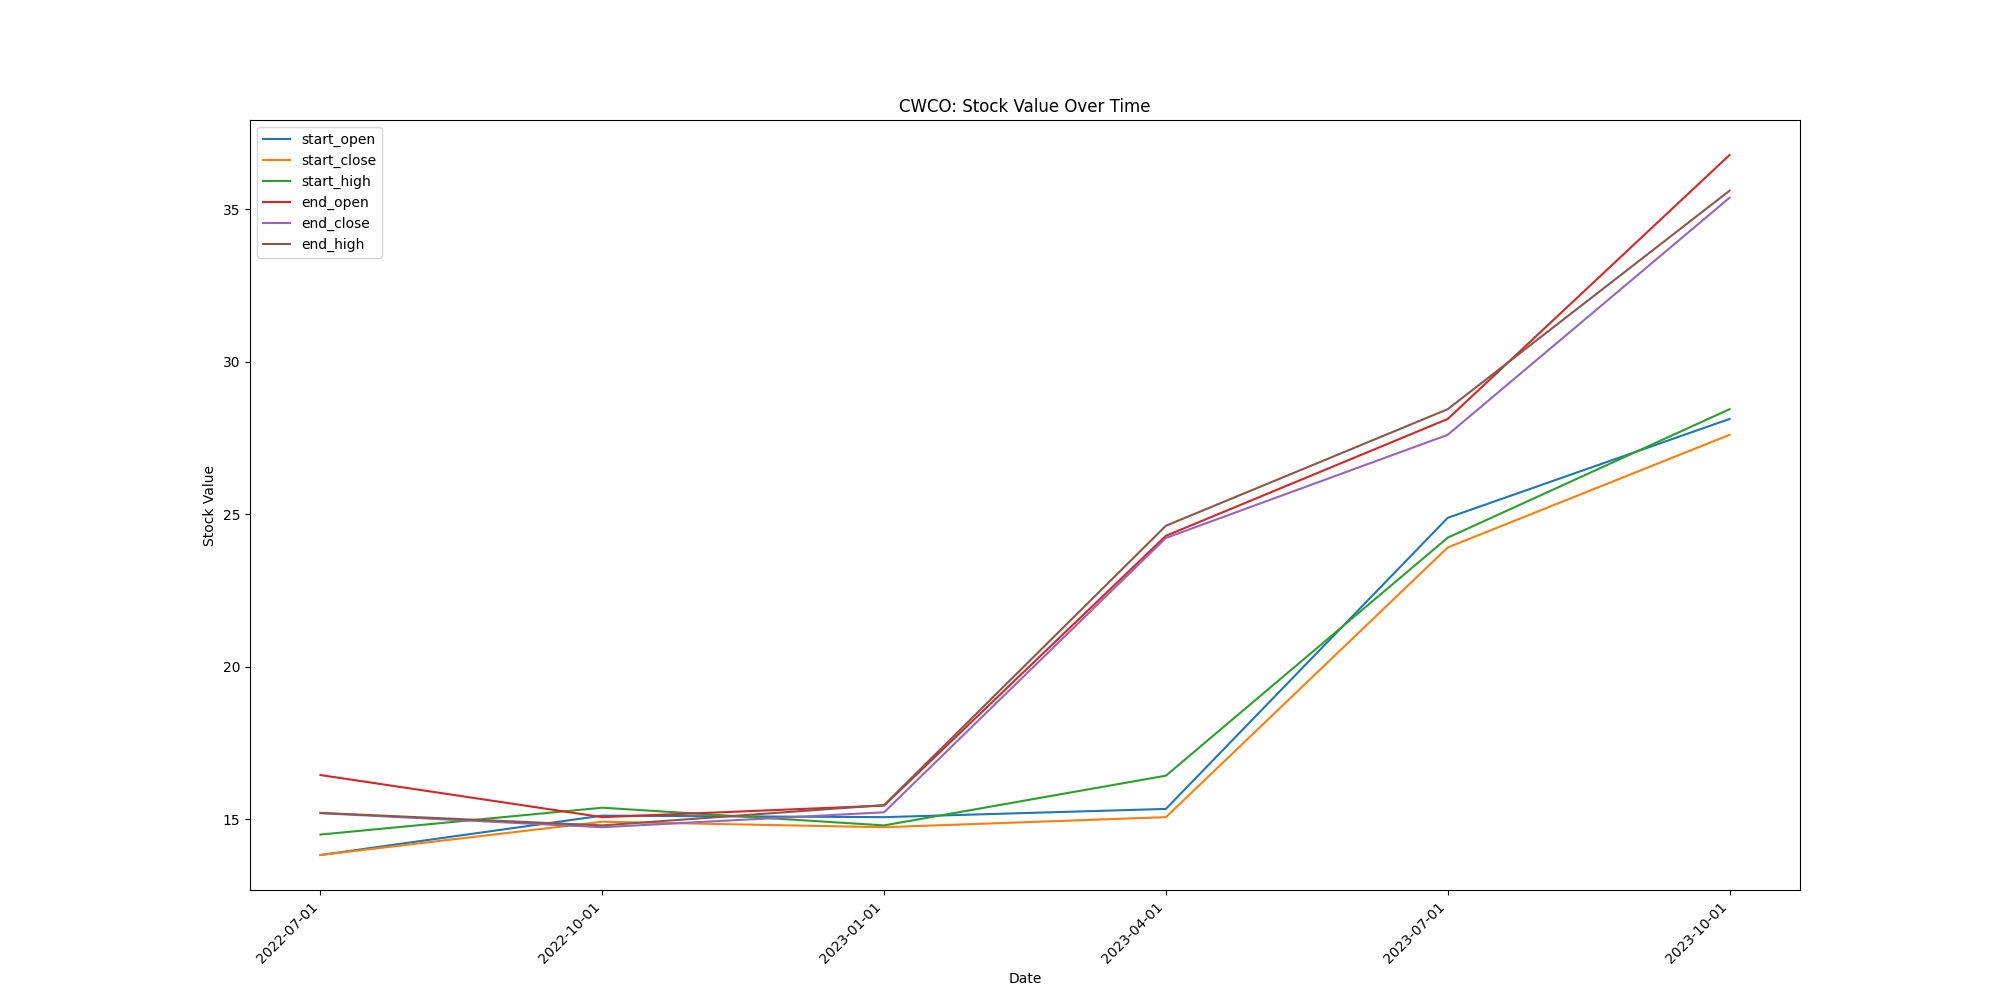 CWCO: Stock Value Over Time
start_open
start_close
start_high
end_open
end_close
end_high
35
30
25
20
15
Stock Value
2022-07-01
2022-10-01
2023-01-01
2023-04-01
2023-07-01
2023-10-01
Date